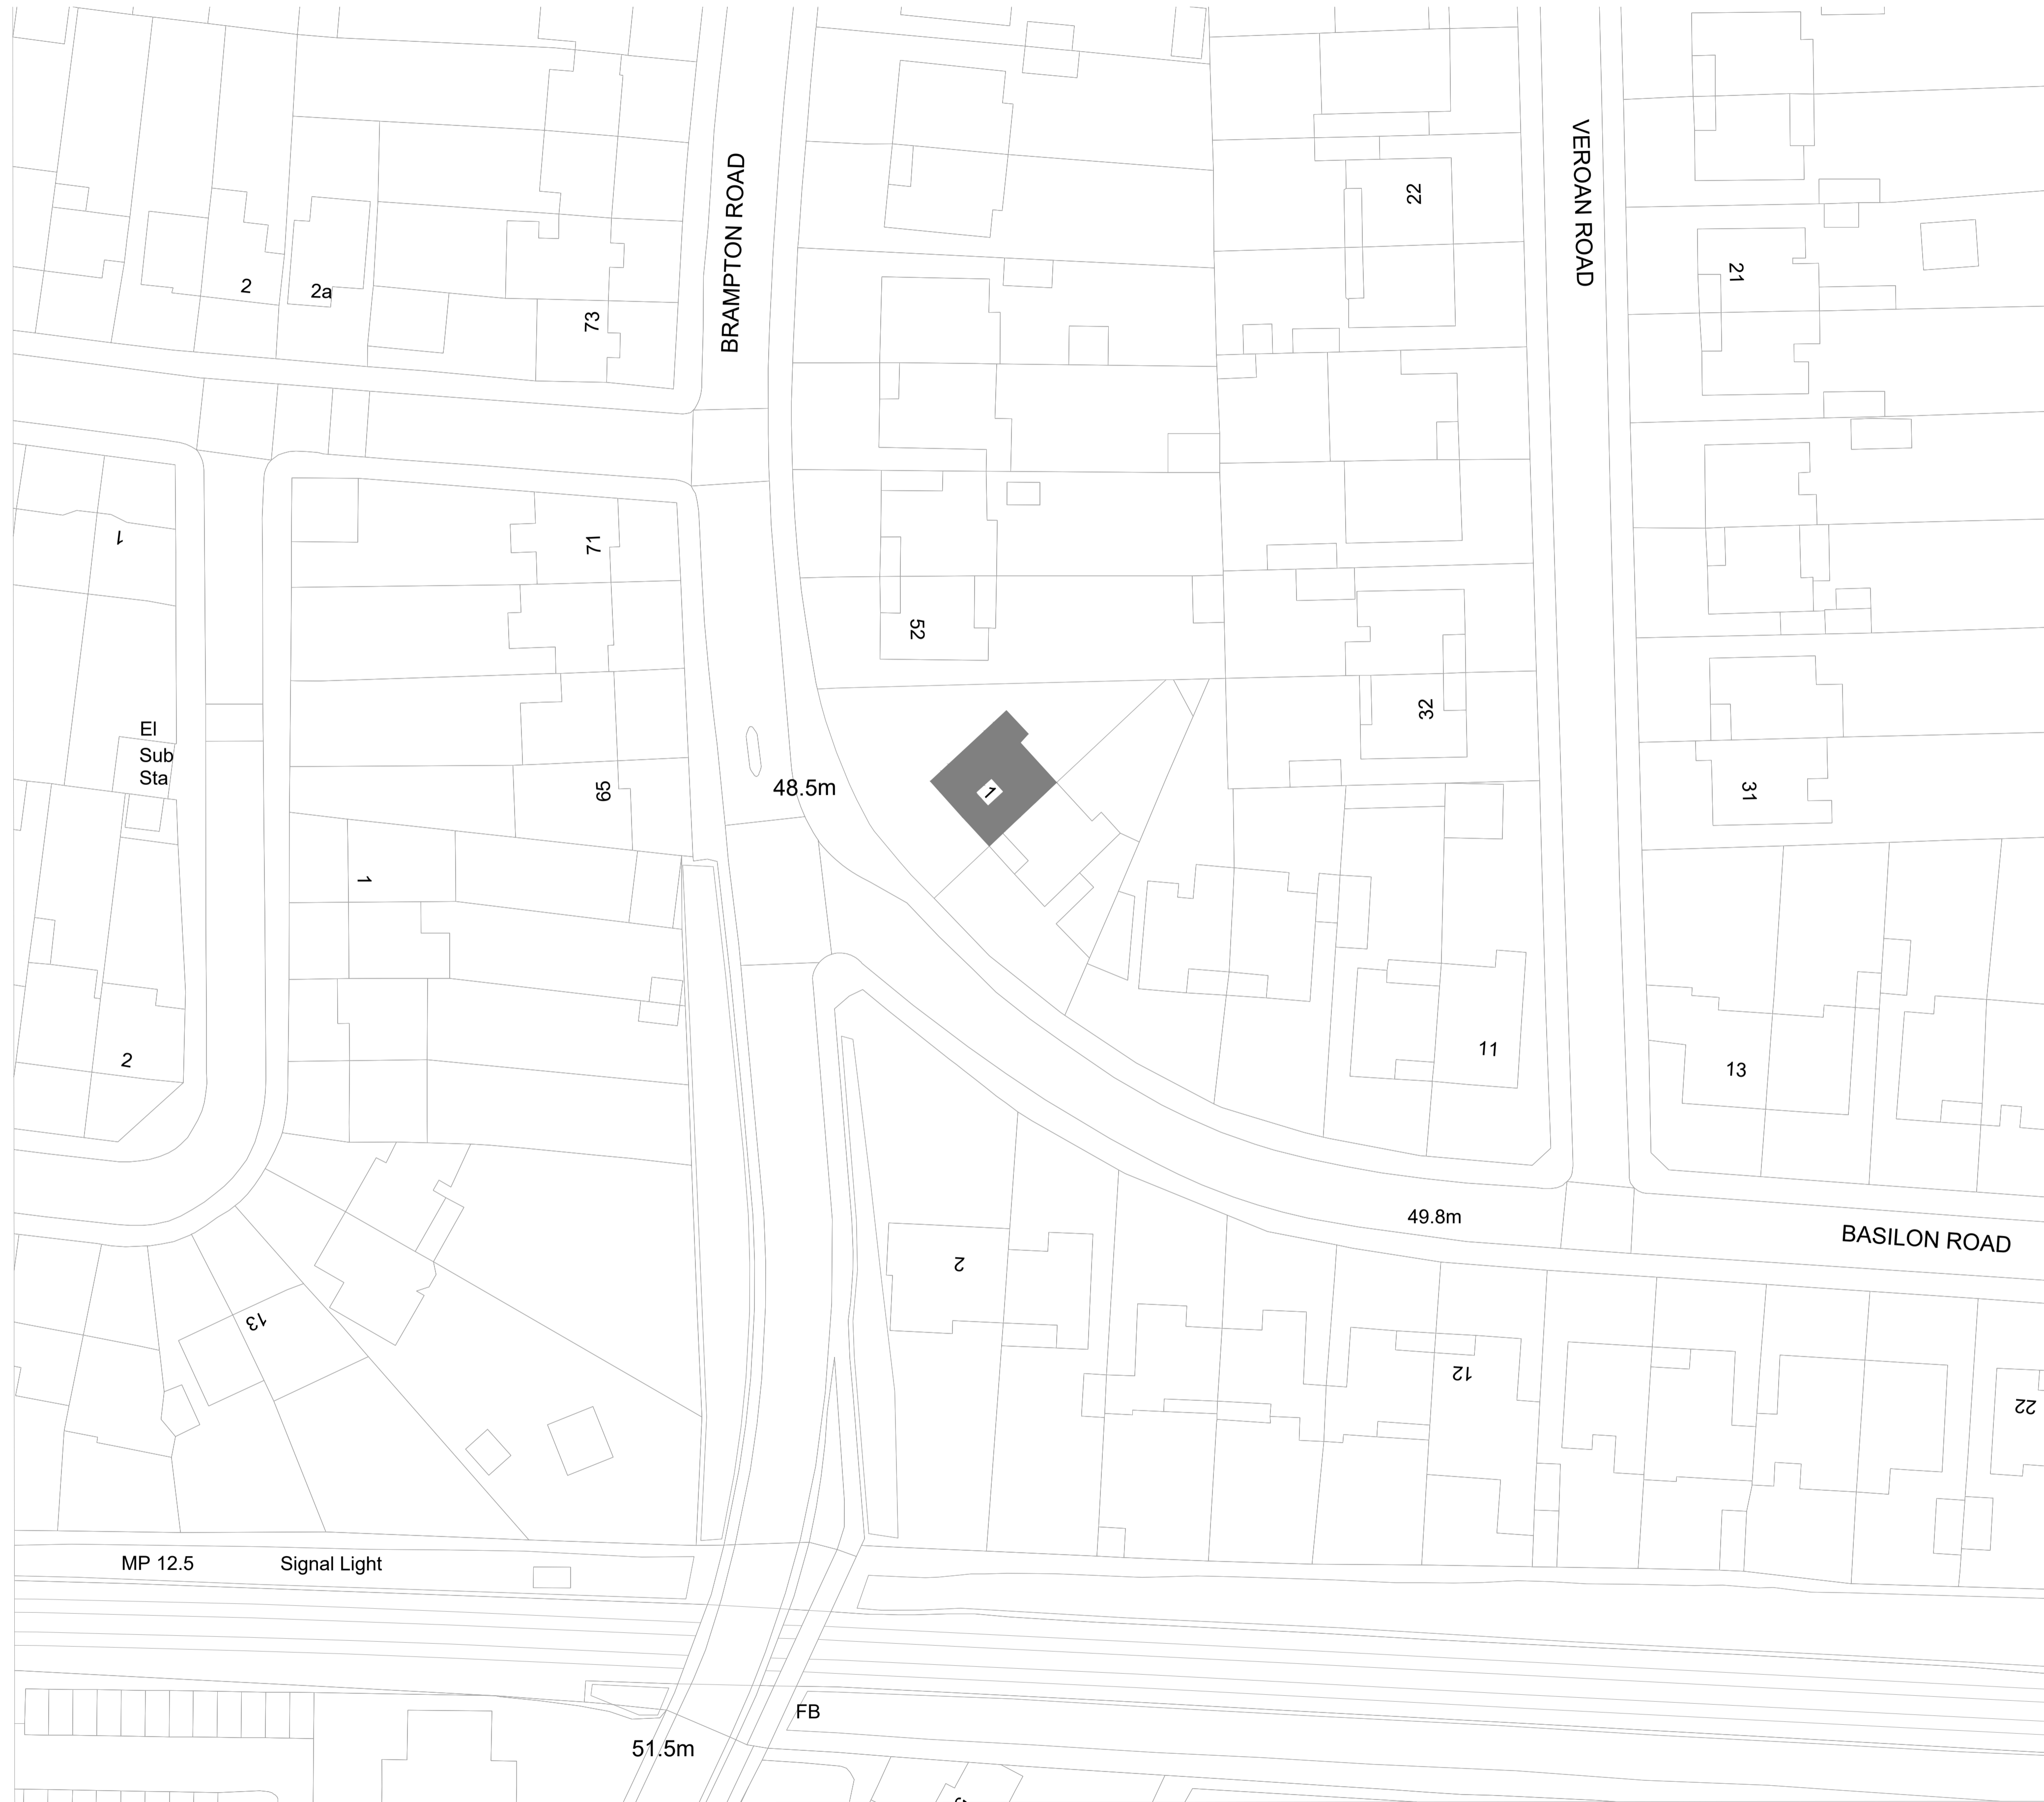 BRAMPTON ROAD
VEROAN ROAD
22
21
2
2a
73
1
71
52
32
El
Sub
Sta
48.5m
65
1
31
1
11
2
13
49.8m
BASILON ROAD
2
13
12
22
MP 12.5
Signal Light
FB
51.5m